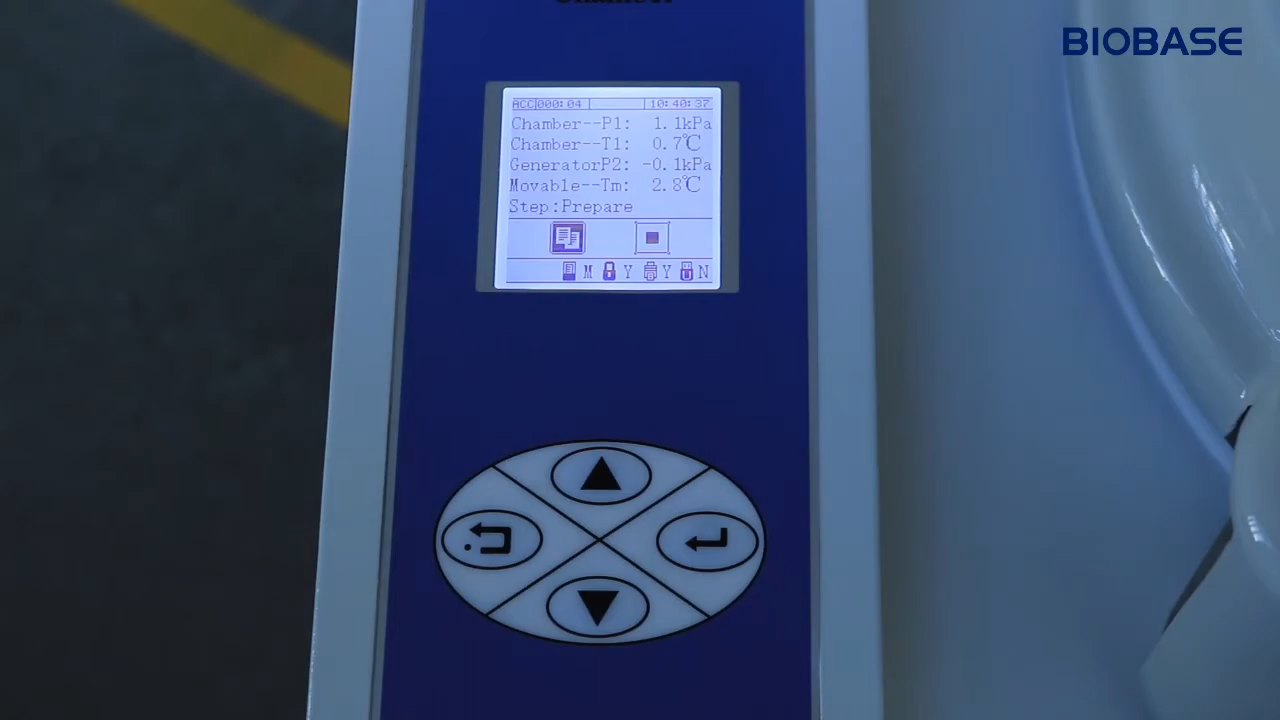 BIOBASE
ACC|000:04 | | 10:40:37
Chamber--P1: 1.1kPa
Chamber--T1: 0.7℃
GeneratorP2: -0.1kPa
Movable--Tm: 2.8℃
Step:Prepare
M Y Y N